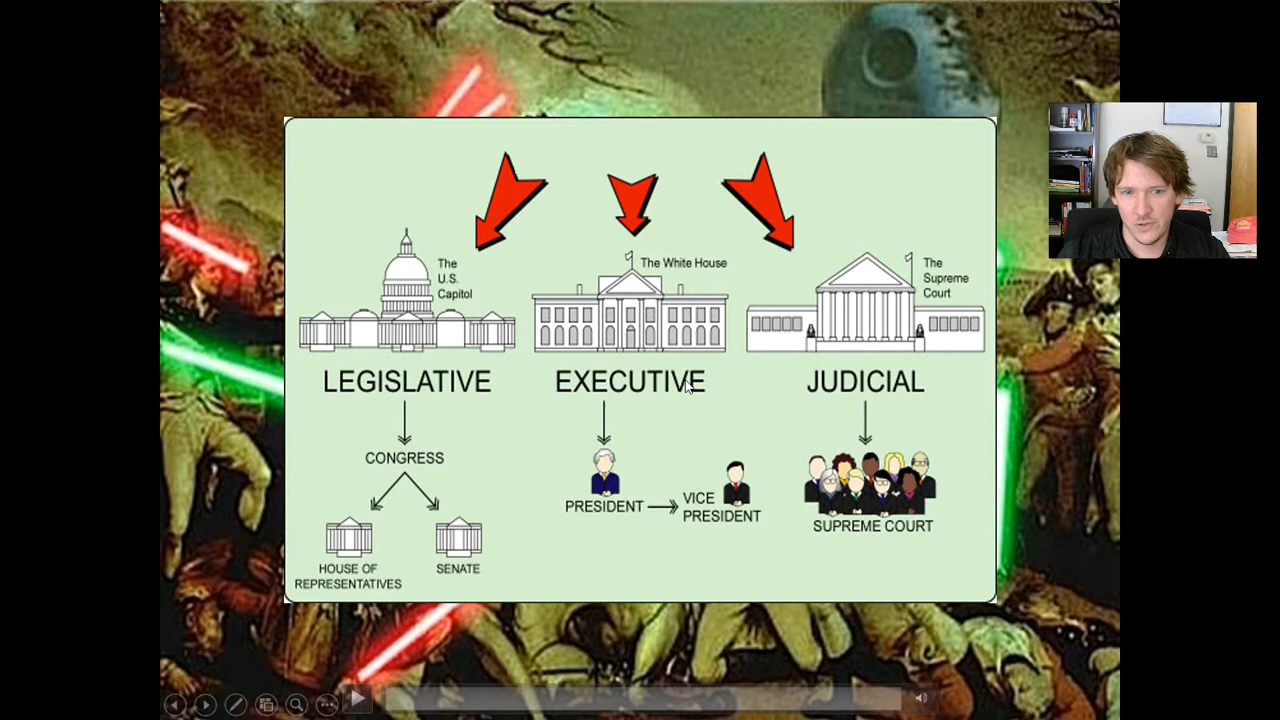 The
U.S.
Capitol
The White House
The
Supreme
Court
LEGISLATIVE
EXECUTIVE
JUDICIAL
CONGRESS
PRESIDENT
VICE
PRESIDENT
SUPREME COURT
HOUSE OF
REPRESENTATIVES
SENATE